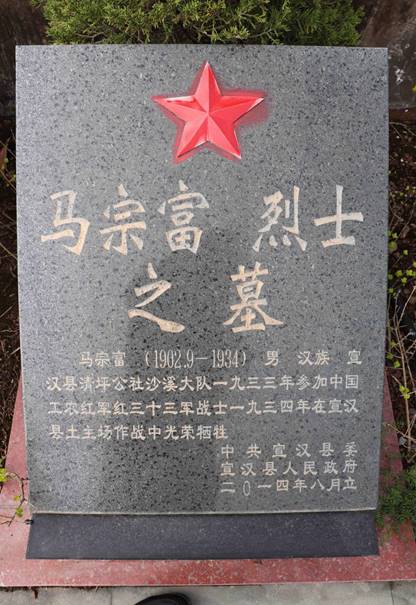 马宗富 烈士
之墓
马宗富（1902.9—1934）男 汉族 宣
汉县清坪公社沙溪大队一九三三年参加中国
工农红军红三十三军战士一九三四年在宣汉
县土主场作战中光荣牺牲
中共宣汉县委
宣汉县人民政府
二0一四年八月立